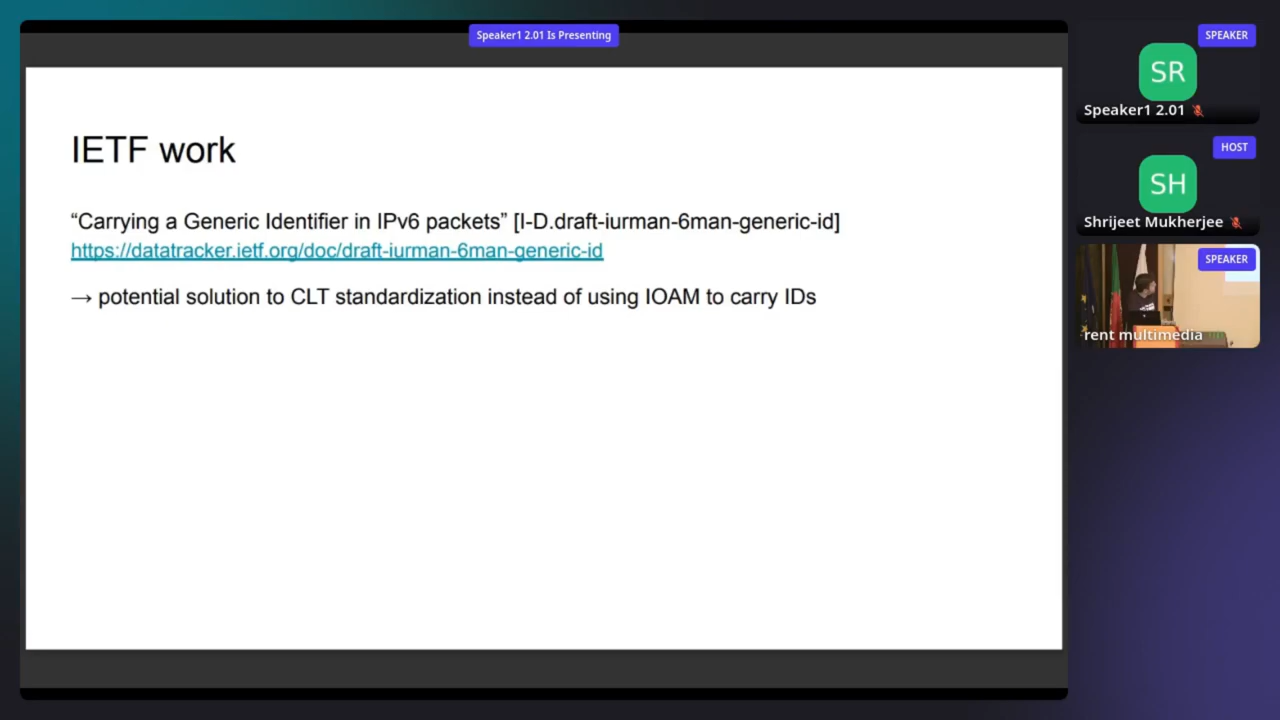 Speaker1 2.01 Is Presenting
IETF work
“Carrying a Generic Identifier in IPv6 packets” [I-D.draft-iurman-6man-generic-id]
https://datatracker.ietf.org/doc/draft-iurman-6man-generic-id
→ potential solution to CLT standardization instead of using IOAM to carry IDs
SPEAKER
SR
Speaker1 2.01
HOST
SH
Shrijeet Mukherjee
SPEAKER
rent multimedia